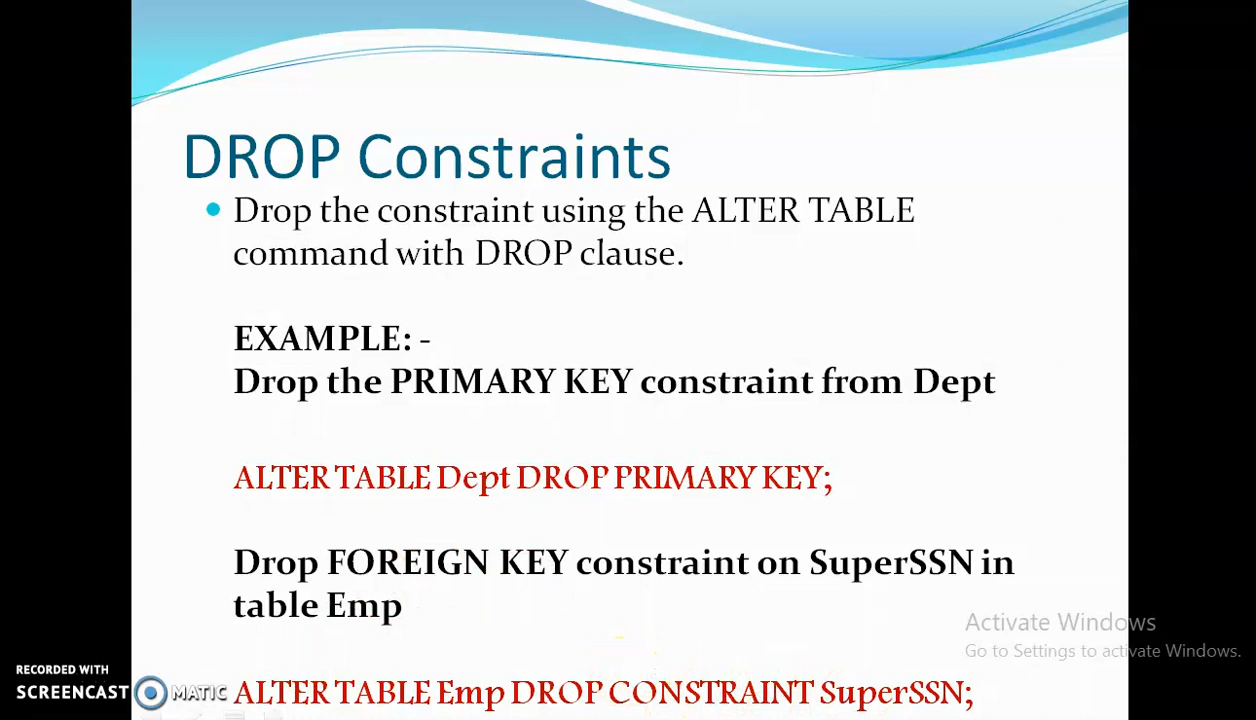 DROP Constraints
Drop the constraint using the ALTER TABLE
command with DROP clause.
EXAMPLE: -
Drop the PRIMARY KEY constraint from Dept
ALTER TABLE Dept DROP PRIMARY KEY;
Drop FOREIGN KEY constraint on SuperSSN in
table Emp
Activate Windows
Go to Settings to activate Windows.
RECORDED WITH
SCREENCAST MATIC
ALTER TABLE Emp DROP CONSTRAINT SuperSSN;